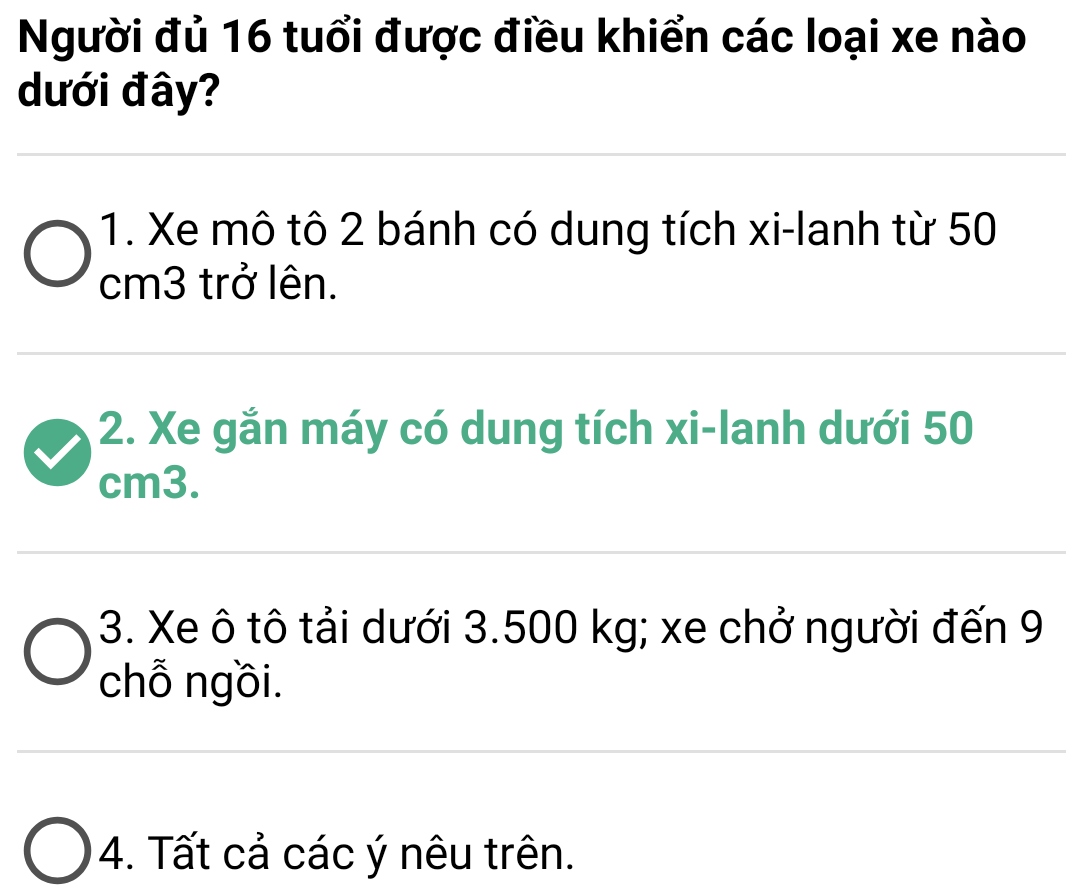 Người đủ 16 tuổi được điều khiển các loại xe nào
dưới đây?
1. Xe mô tô 2 bánh có dung tích xi-lanh từ 50
cm3 trở lên.
2. Xe gắn máy có dung tích xi-lanh dưới 50
cm3.
3. Xe ô tô tải dưới 3.500 kg; xe chở người đến 9
chỗ ngồi.
4. Tất cả các ý nêu trên.